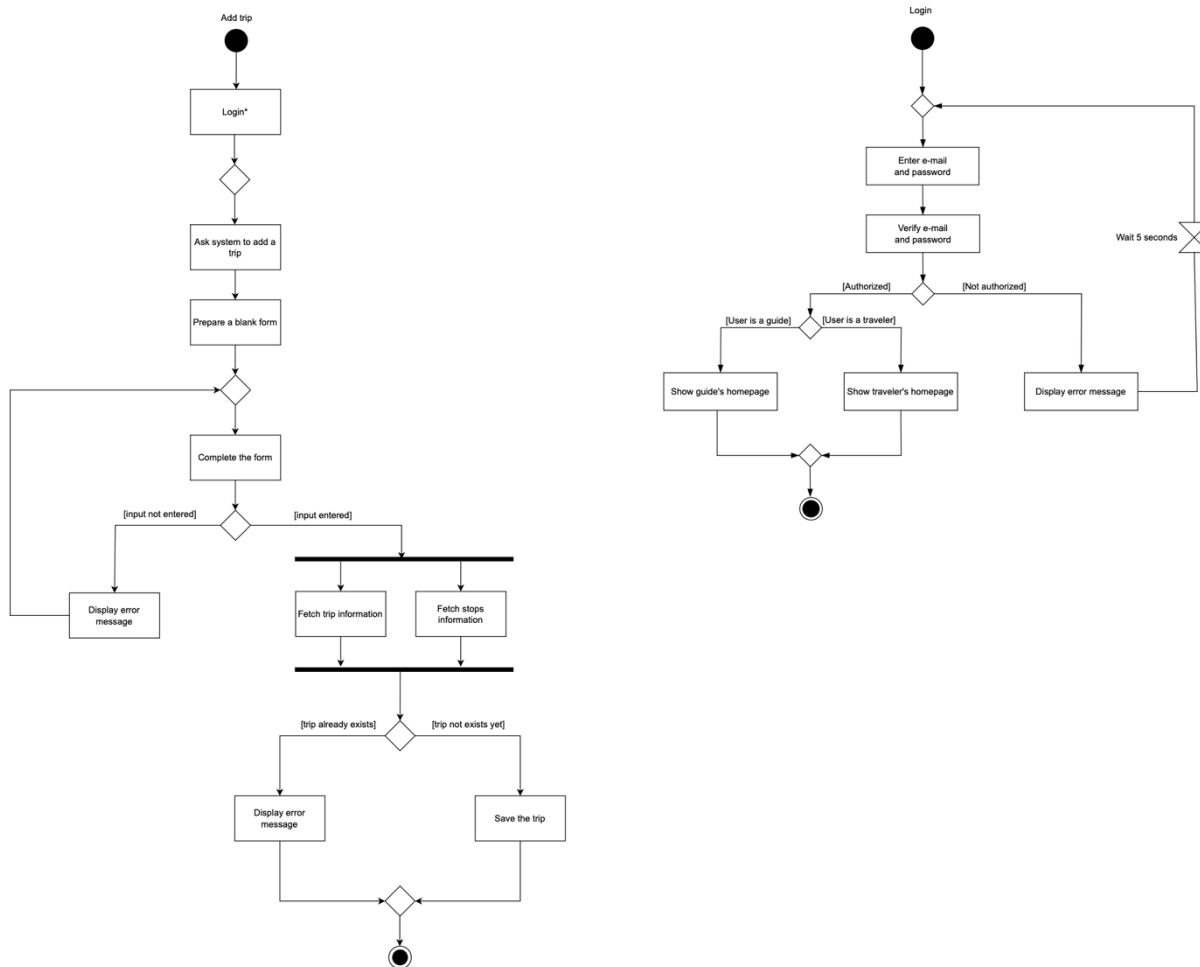 Add trip
Login*
Ask system to add a
trip
Prepare a blank form
Complete the form
[input not entered]
[input entered]
Display error
message
Fetch trip information
Fetch stops
information
[trip already exists]
[trip not exists yet]
Display error
message
Save the trip
Login
Enter e-mail
and password
Verify e-mail
and password
Wait 5 seconds
[Authorized]
[Not authorized]
[User is a guide]
[User is a traveler]
Show guide's homepage
Show traveler's homepage
Display error message